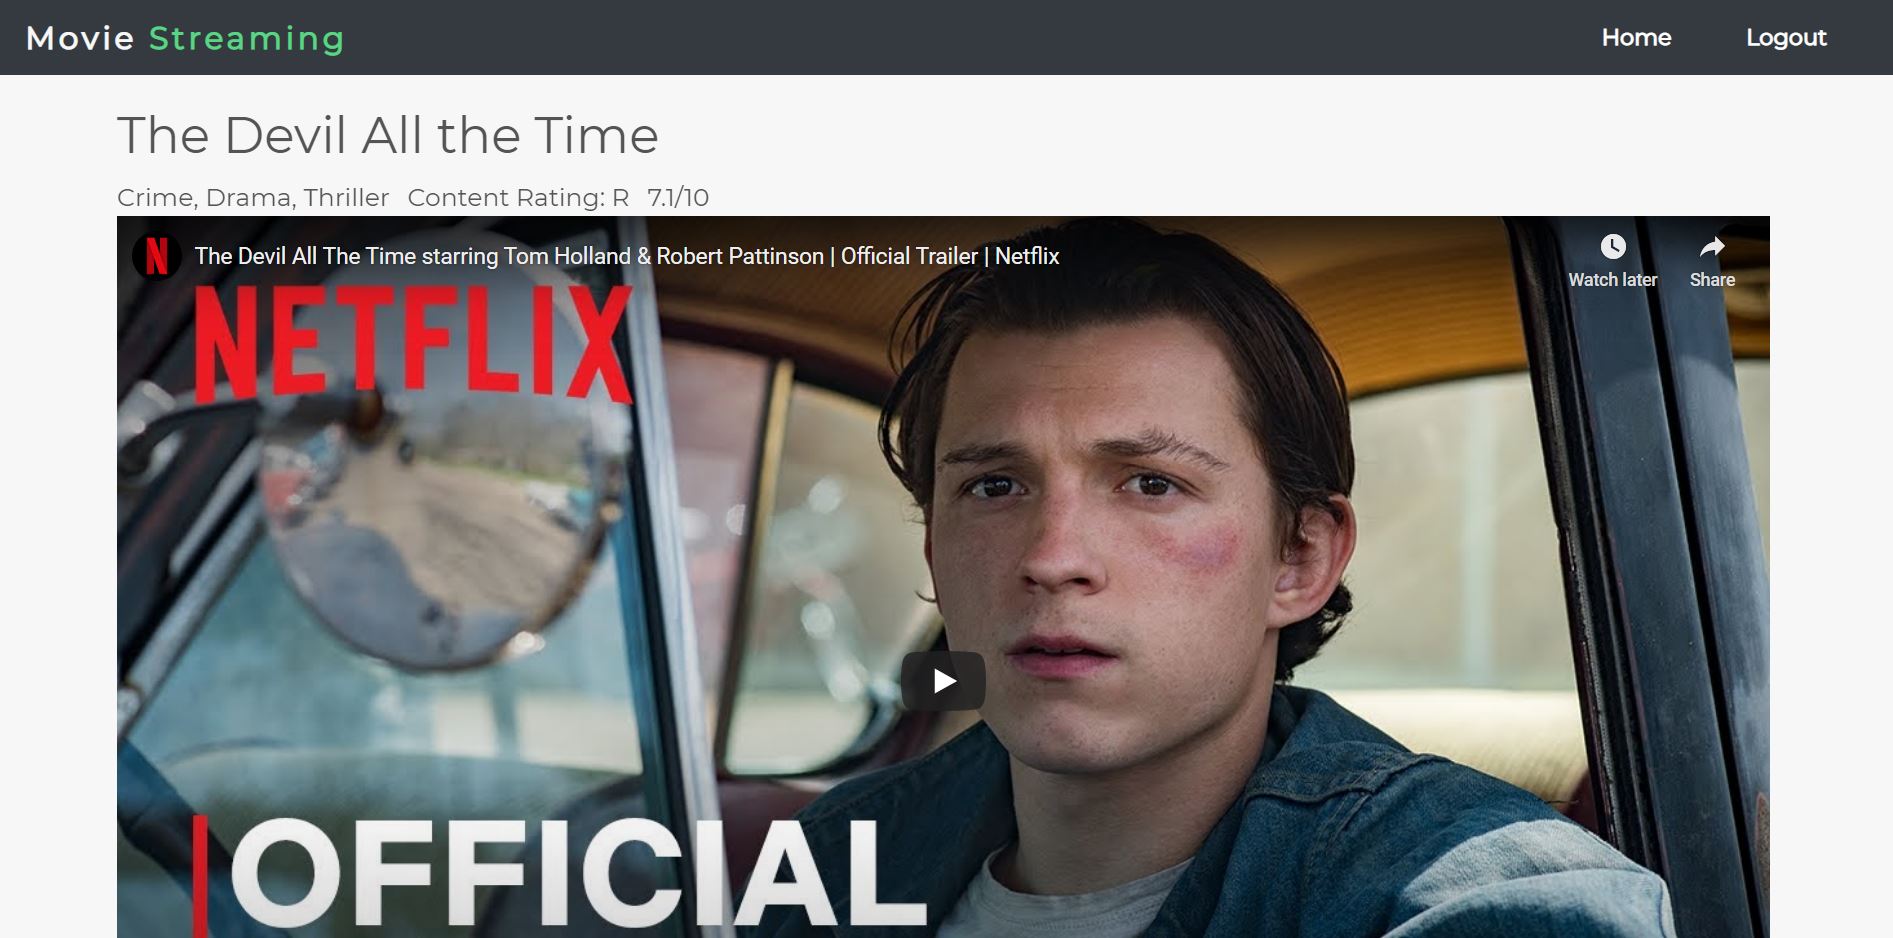 Movie Streaming
Home
Logout
The Devil All the Time
Crime, Drama, Thriller Content Rating: R 7.1/10
N
The Devil All The Time starring Tom Holland & Robert Pattinson | Official Trailer | Netflix
Watch later
Share
NETFLIX
OFFICIAL